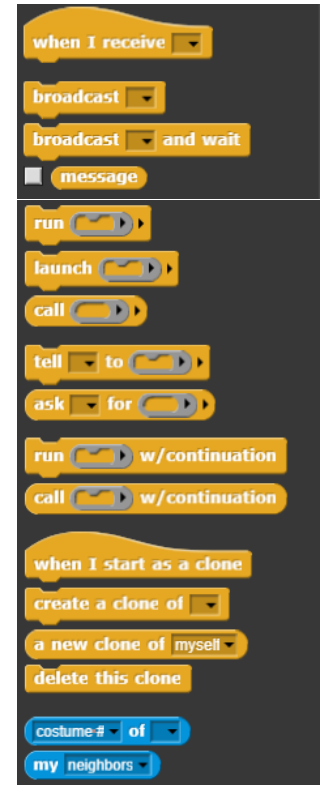 when I receive
broadcast
broadcast and wait
message
run
launch
call
tell to
ask for
run w/continuation
call w/continuation
when I start as a clone
create a clone of
a new clone of myself
delete this clone
costume # of
my neighbors